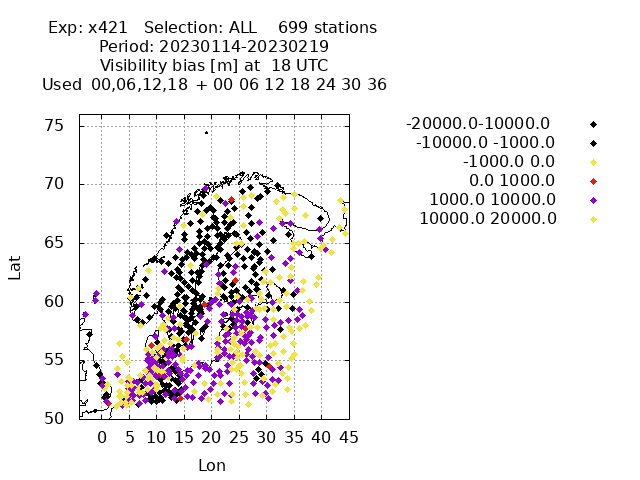 Exp: x421 Selection: ALL 699 stations
Period: 20230114-20230219
Visibility bias [m] at 18 UTC
Used 00,06,12,18 + 00 06 12 18 24 30 36
-20000.0-10000.0
-10000.0 -1000.0
-1000.0 0.0
0.0 1000.0
1000.0 10000.0
10000.0 20000.0
75
70
65
60
55
50
Lat
0 5 10 15 20 25 30 35 40 45
Lon